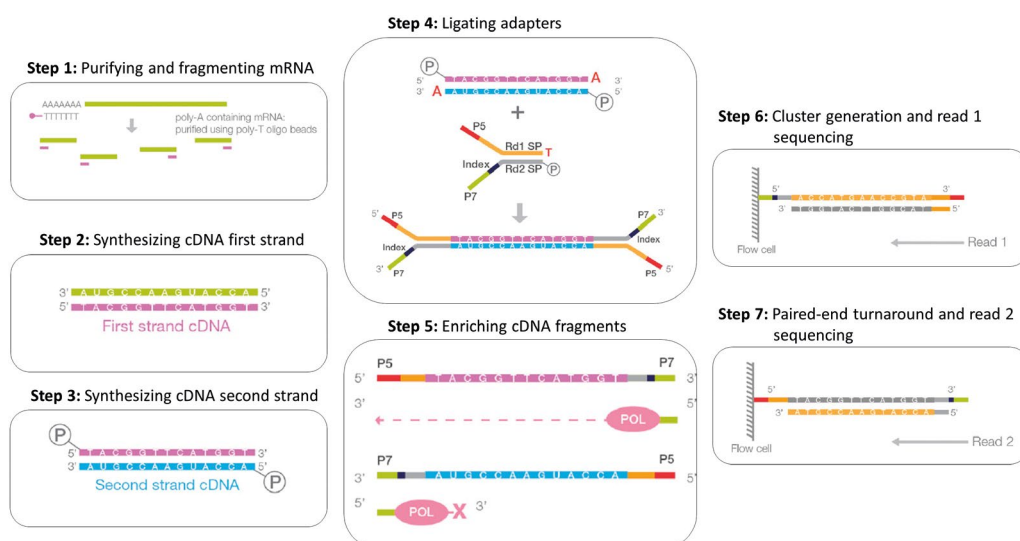 Step 1: Purifying and fragmenting mRNA
AAAAAAA
TTTTTTT
poly-A containing mRNA:
purified using poly-T oligo beads
Step 2: Synthesizing cDNA first strand
3' A U G C C A A G U A C C A 5'
5' T A C G G T T C A T G G T 3'
First strand cDNA
Step 3: Synthesizing cDNA second strand
P
5' T A C G G T T C A T G G T 3'
3' A U G C C A A G U A C C A 5'
Second strand cDNA
P
Step 4: Ligating adapters
P
5' T A C G G T T C A T G G T A 3'
3' A A U G C C A A G U A C C A 5'
P
+
P5
Rd1 SP T
Index Rd2 SP P
P7
5' P5 P7 3'
T A C G G T T C A T G G T
Index Index
A U G C C A A G U A C C A
3' P7 P5 5'
Step 5: Enriching cDNA fragments
P5 P7
5' T A C G G T T C A T G G T 3'
3' POL 5'
P7 P5
3' A U G C C A A G U A C C A 5'
5' POL X 3'
Step 6: Cluster generation and read 1
sequencing
3'
3' 5'
Flow cell
Read 1
Step 7: Paired-end turnaround and read 2
sequencing
5' 3'
T A C G G T T C A T G G T
3' 5'
Flow cell
Read 2